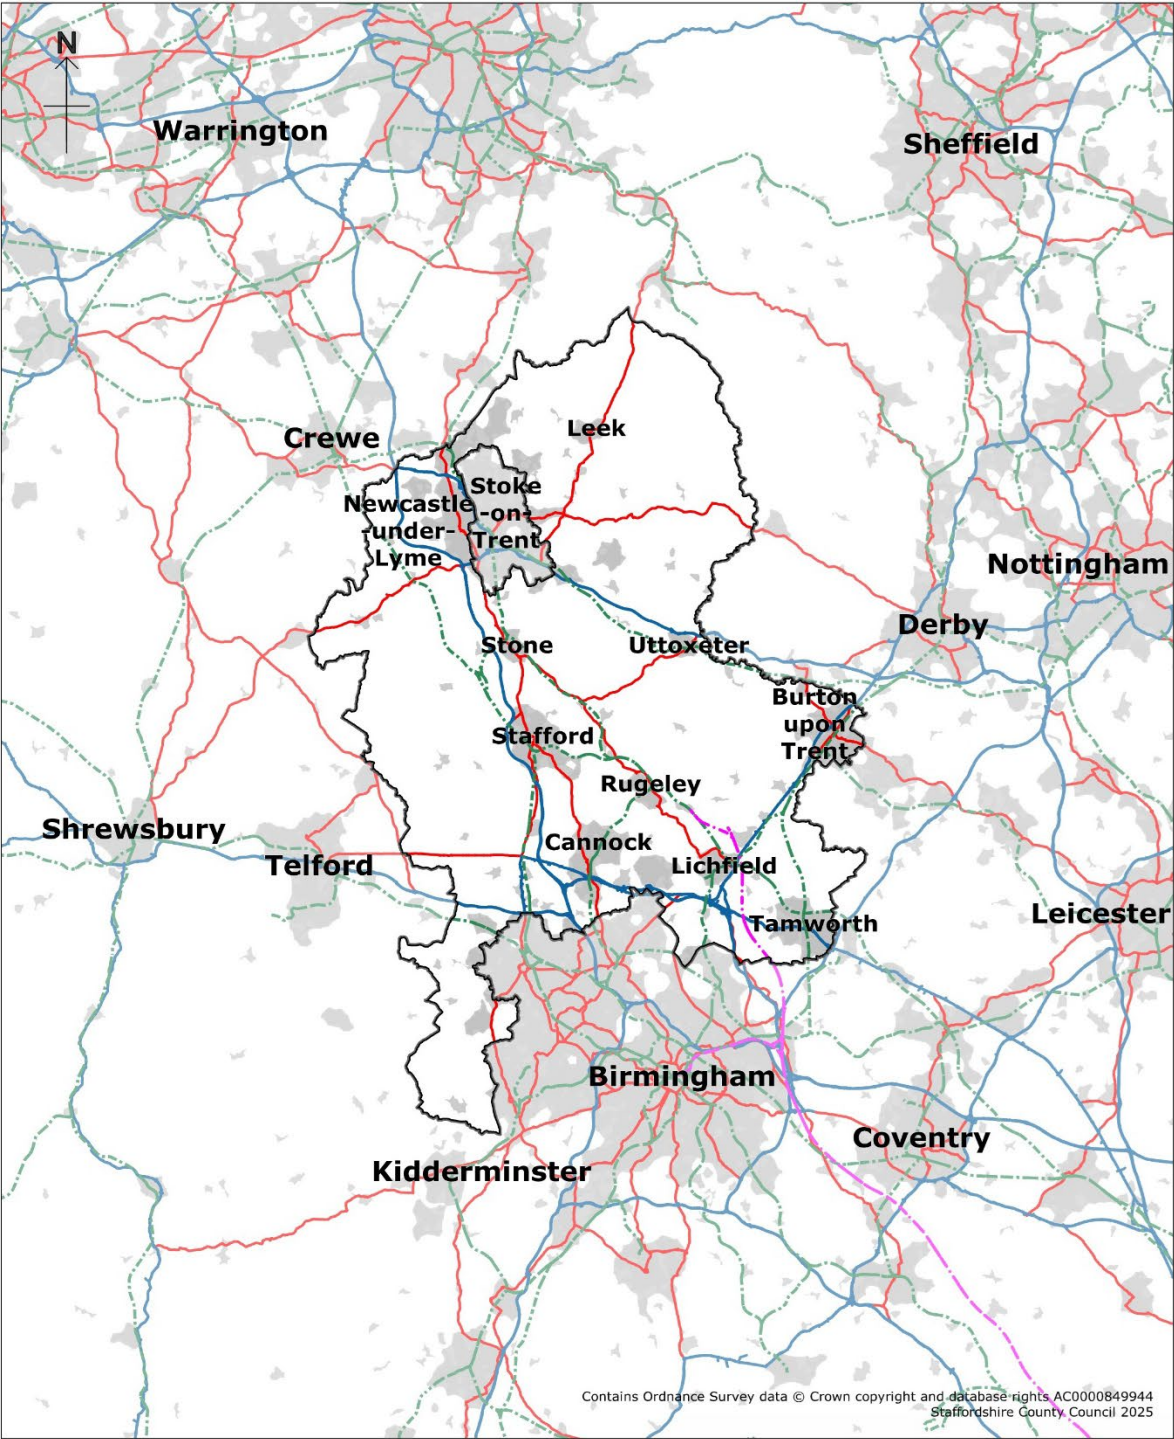 N
Warrington
Sheffield
Crewe
Leek
Stoke
-on-
Trent
Newcastle
-under-
Lyme
Nottingham
Derby
Stone
Uttoxeter
Burton
upon
Trent
Stafford
Rugeley
Shrewsbury
Telford
Cannock
Lichfield
Tamworth
Leicester
Birmingham
Coventry
Kidderminster
Contains Ordnance Survey data © Crown copyright and database rights AC0000849944
Staffordshire County Council 2025